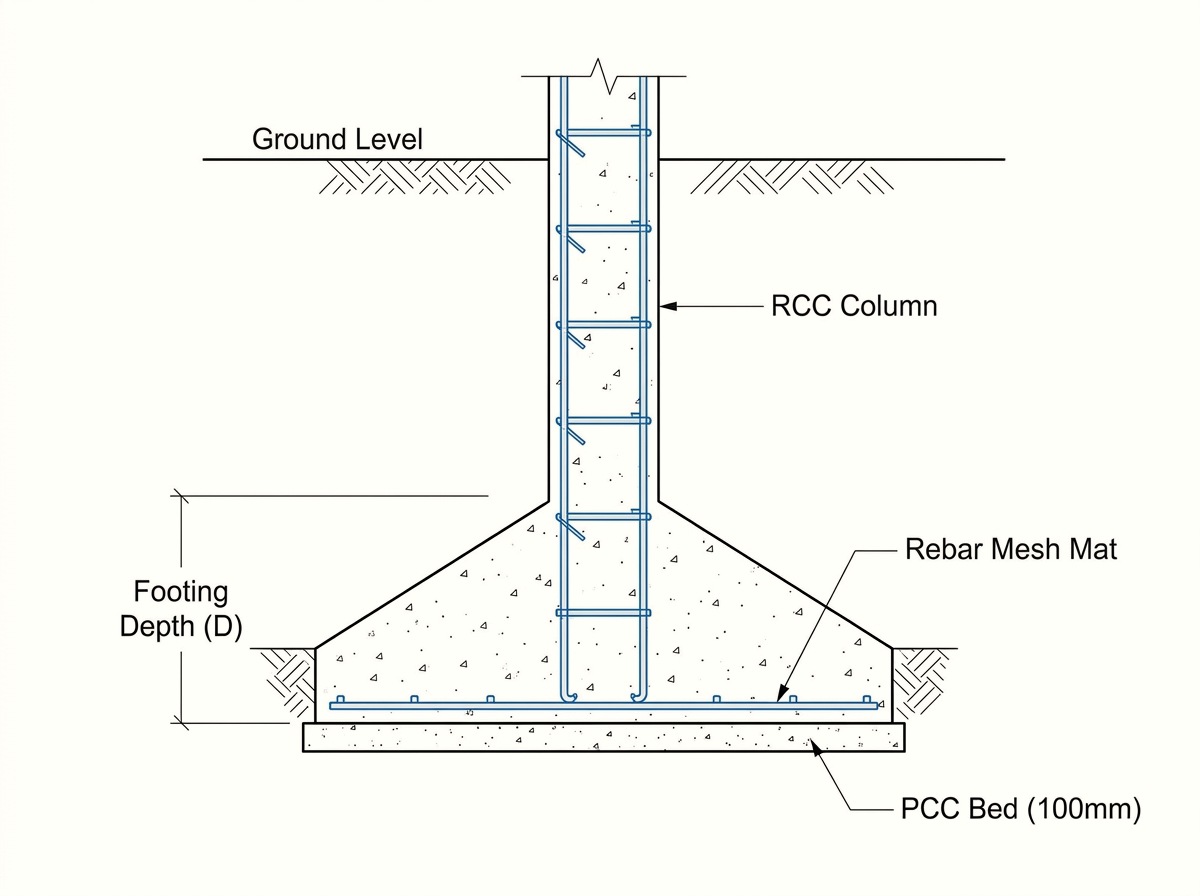 Ground Level
RCC Column
Rebar Mesh Mat
Footing
Depth (D)
PCC Bed (100mm)